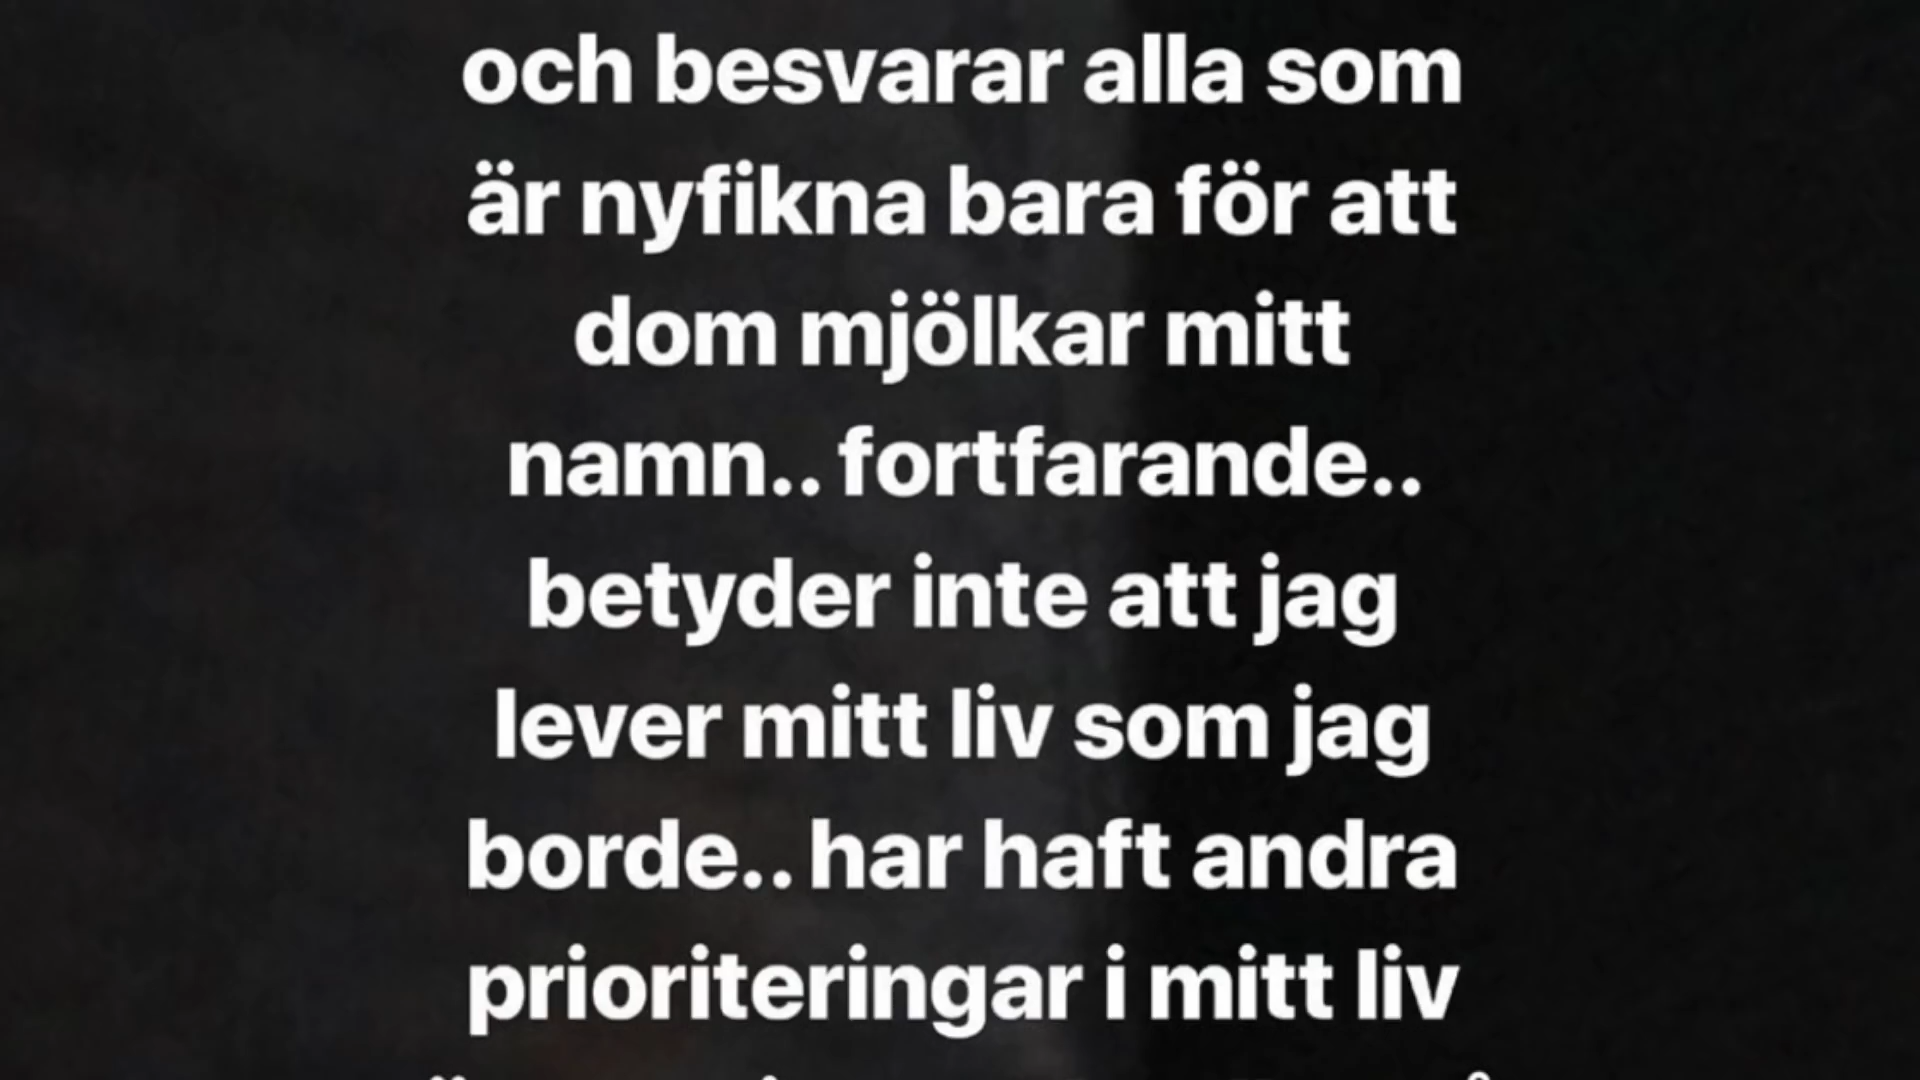 och besvarar alla som
är nyfikna bara för att
dom mjölkar mitt
namn.. fortfarande..
betyder inte att jag
lever mitt liv som jag
borde.. har haft andra
prioriteringar i mitt liv